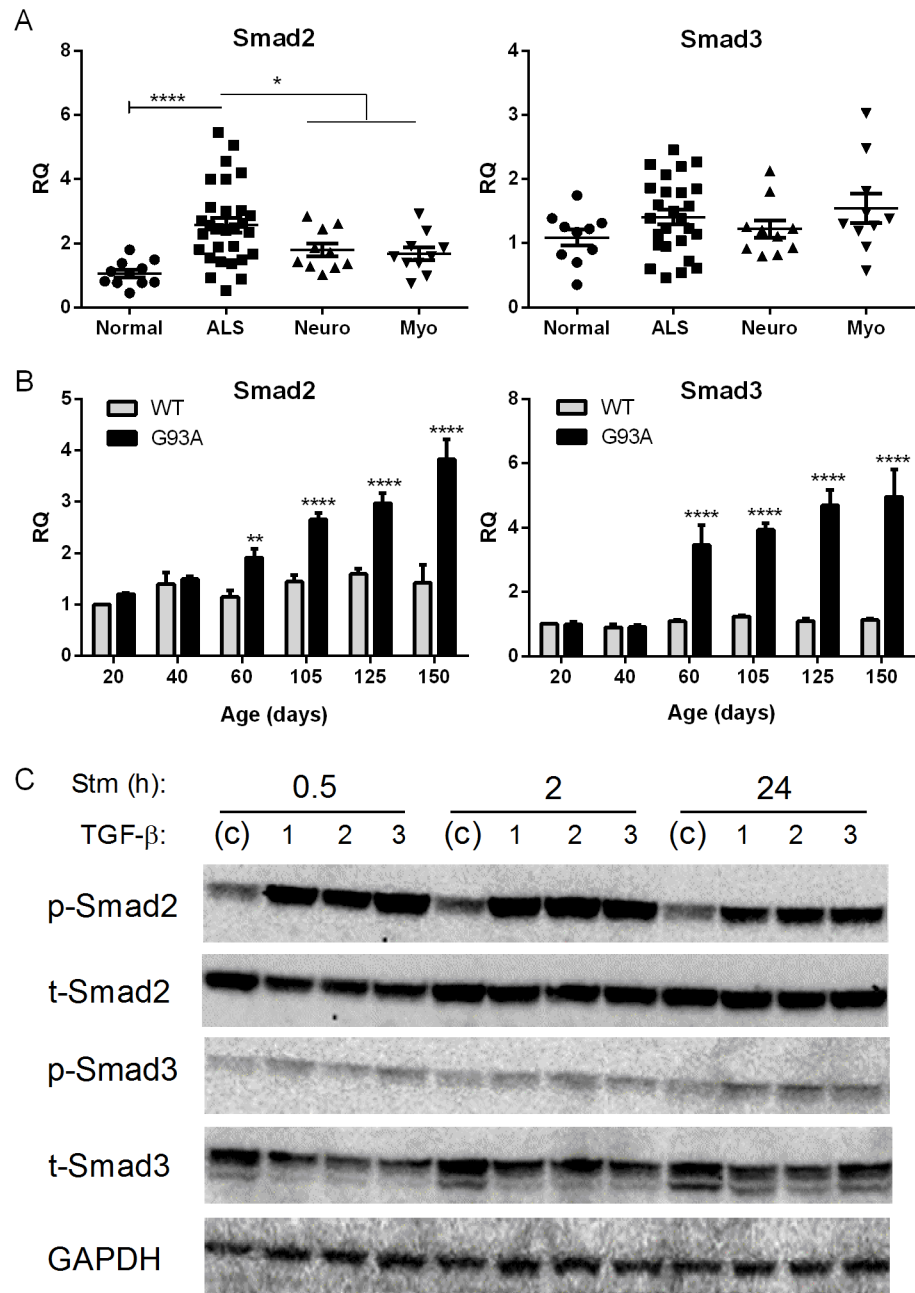 A
Smad2
Smad3
RQ
8
6
4
2
0
****
*
Normal ALS Neuro Myo
RQ
4
3
2
1
0
Normal ALS Neuro Myo
B
Smad2
Smad3
WT
G93A
RQ
5
4
3
2
1
0
** **** **** ****
20 40 60 105 125 150
Age (days)
WT
G93A
RQ
8
6
4
2
0
**** **** **** ****
20 40 60 105 125 150
Age (days)
C
Stm (h): 0.5 2 24
TGF-β: (c) 1 2 3 (c) 1 2 3 (c) 1 2 3
p-Smad2
t-Smad2
p-Smad3
t-Smad3
GAPDH